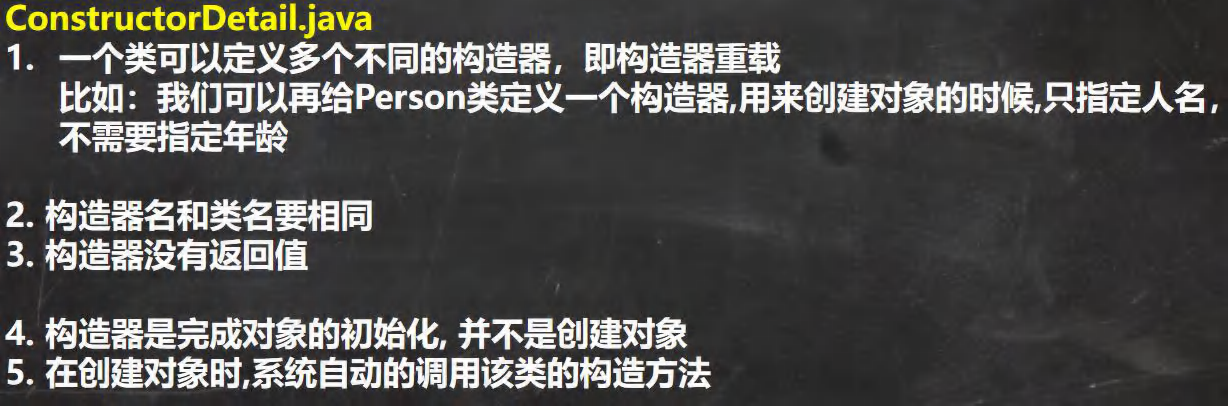 ConstructorDetail.java
1. 一个类可以定义多个不同的构造器，即构造器重载
比如：我们可以再给Person类定义一个构造器,用来创建对象的时候,只指定人名，
不需要指定年龄
2. 构造器名和类名要相同
3. 构造器没有返回值
4. 构造器是完成对象的初始化, 并不是创建对象
5. 在创建对象时,系统自动的调用该类的构造方法